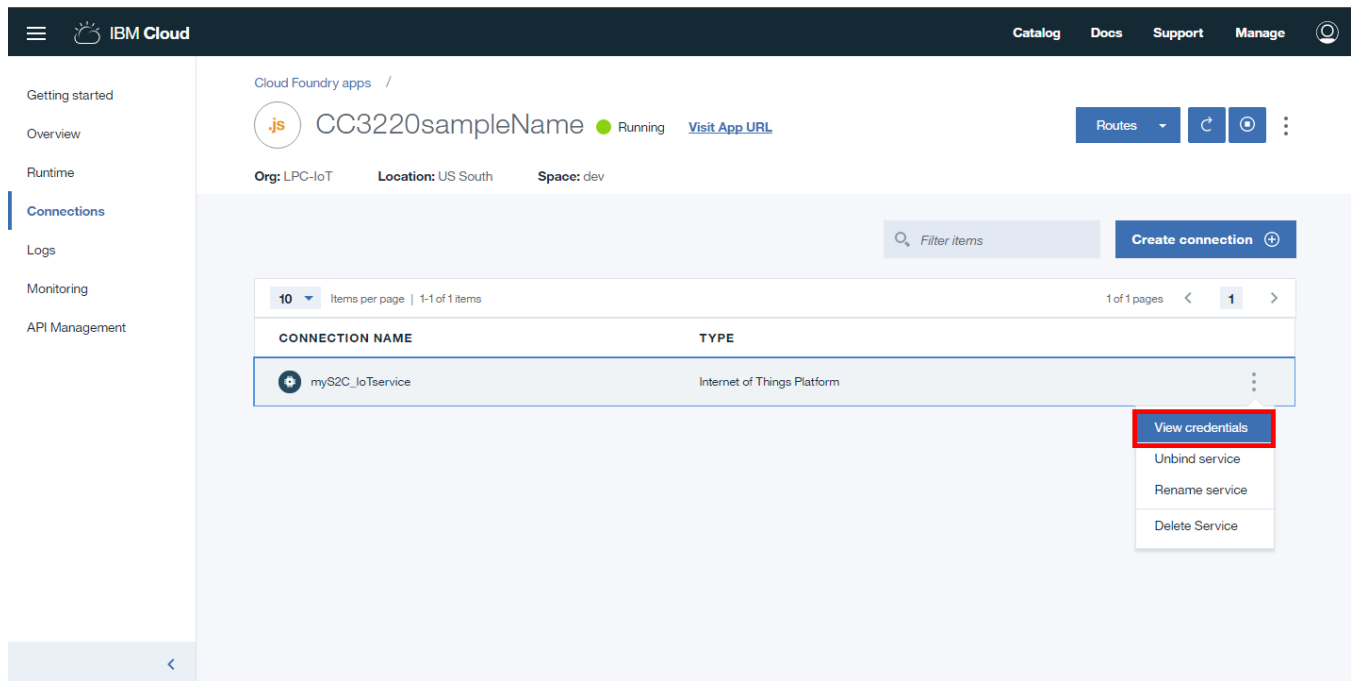 IBM Cloud
Catalog Docs Support Manage
Getting started
Overview
Runtime
Connections
Logs
Monitoring
API Management
Cloud Foundry apps /
.js CC3220sampleName Running Visit App URL
Routes
Org: LPC-IoT Location: US South Space: dev
Filter items
Create connection
10 Items per page | 1-1 of 1 items
1 of 1 pages < 1 >
CONNECTION NAME TYPE
myS2C_IoTservice Internet of Things Platform
View credentials
Unbind service
Rename service
Delete Service